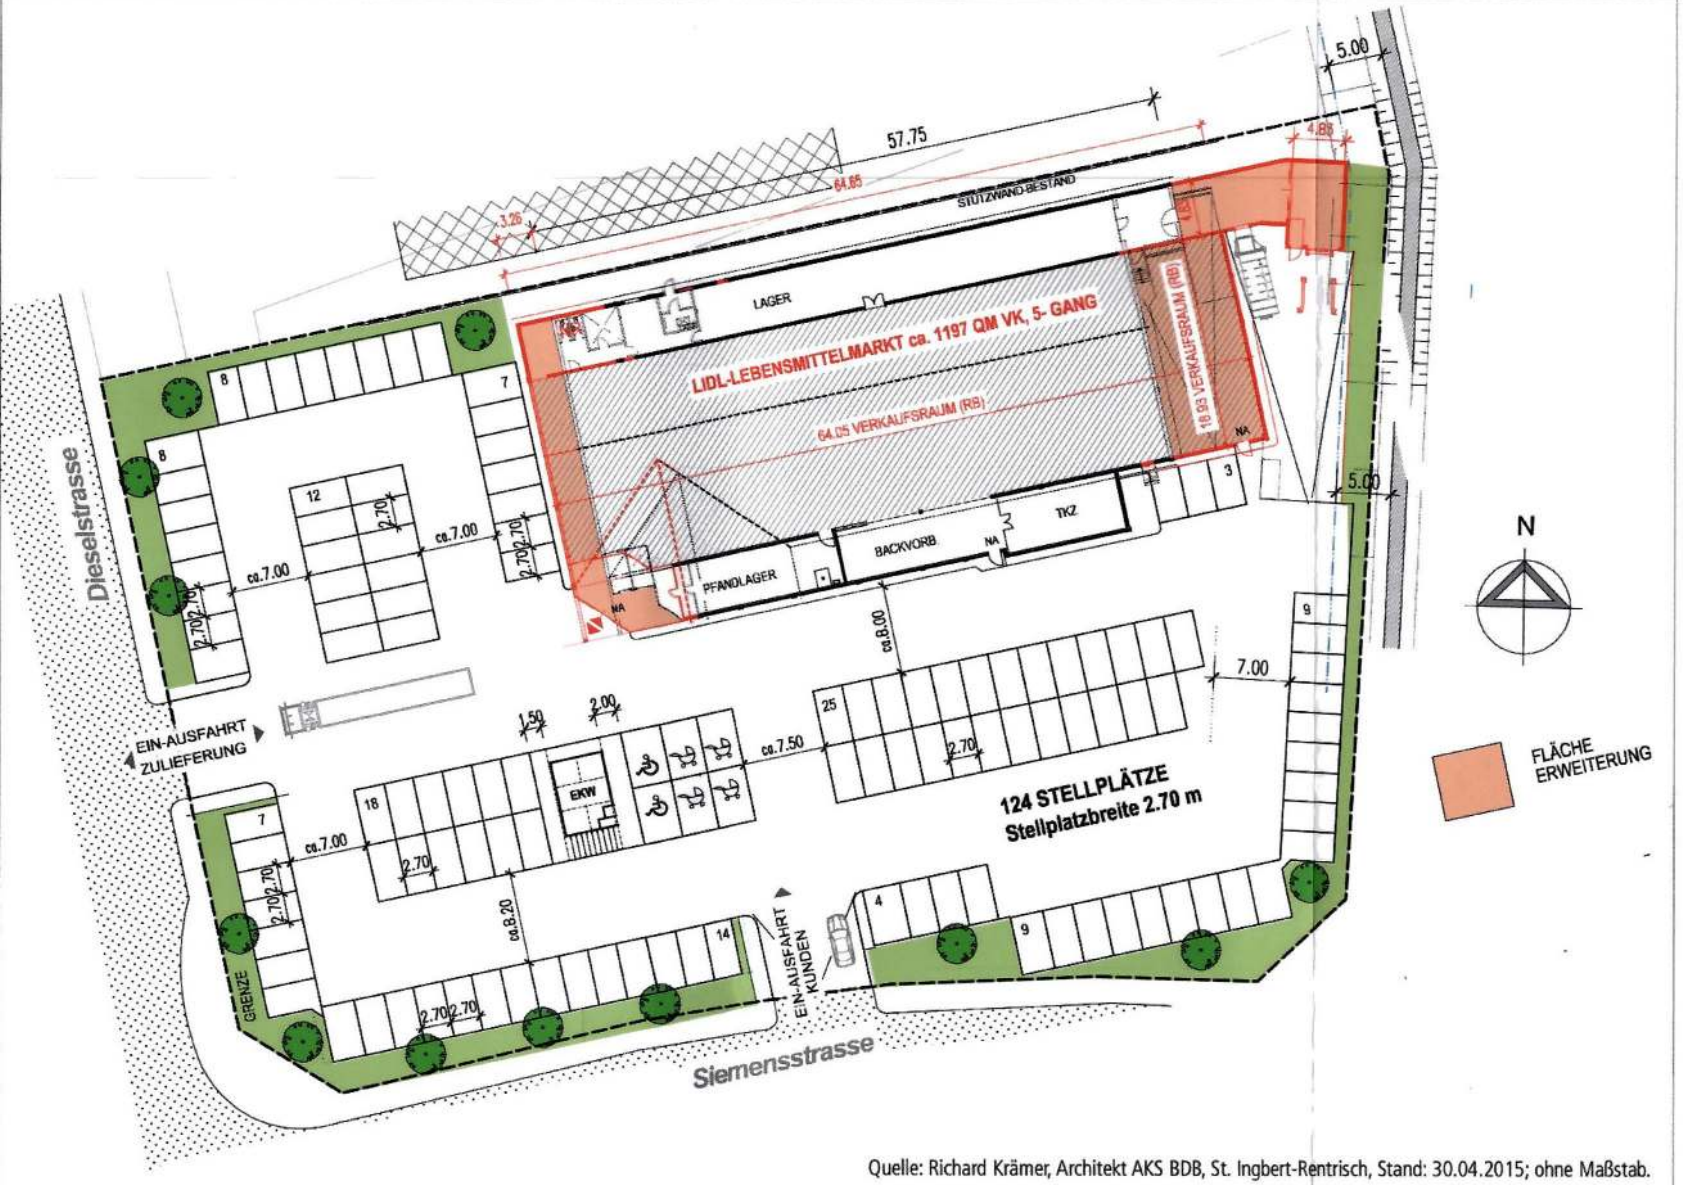 5.00
57.75
4.83
64.65
STÜTZWAND-BESTAND
3.26
LAGER
LIDL-LEBENSMITTELMARKT ca. 1197 QM VK, 5- GANG
64.05 VERKAUFSRAUM (RB)
18.93 VERKAUFSRAUM (RB)
NA
8
7
8
12
2.70
ca.7.00
2.70
2.70
ca.7.00
2.70
2.70
3
5.00
TKZ
BACKVORB.
NA
PFANDLAGER
NA
Dieselstrasse
N
9
ca.8.00
7.00
EIN-AUSFAHRT
ZULIEFERUNG
1.50
2.00
25
ca.7.50
2.70
EKW
18
2.70
7
ca.7.00
2.70
2.70
124 STELLPLÄTZE
Stellplatzbreite 2.70 m
FLÄCHE
ERWEITERUNG
ca.8.20
14
4
9
EIN-AUSFAHRT
KUNDEN
GRENZE
2.70
2.70
Siemensstrasse
Quelle: Richard Krämer, Architekt AKS BDB, St. Ingbert-Rentrisch, Stand: 30.04.2015; ohne Maßstab.